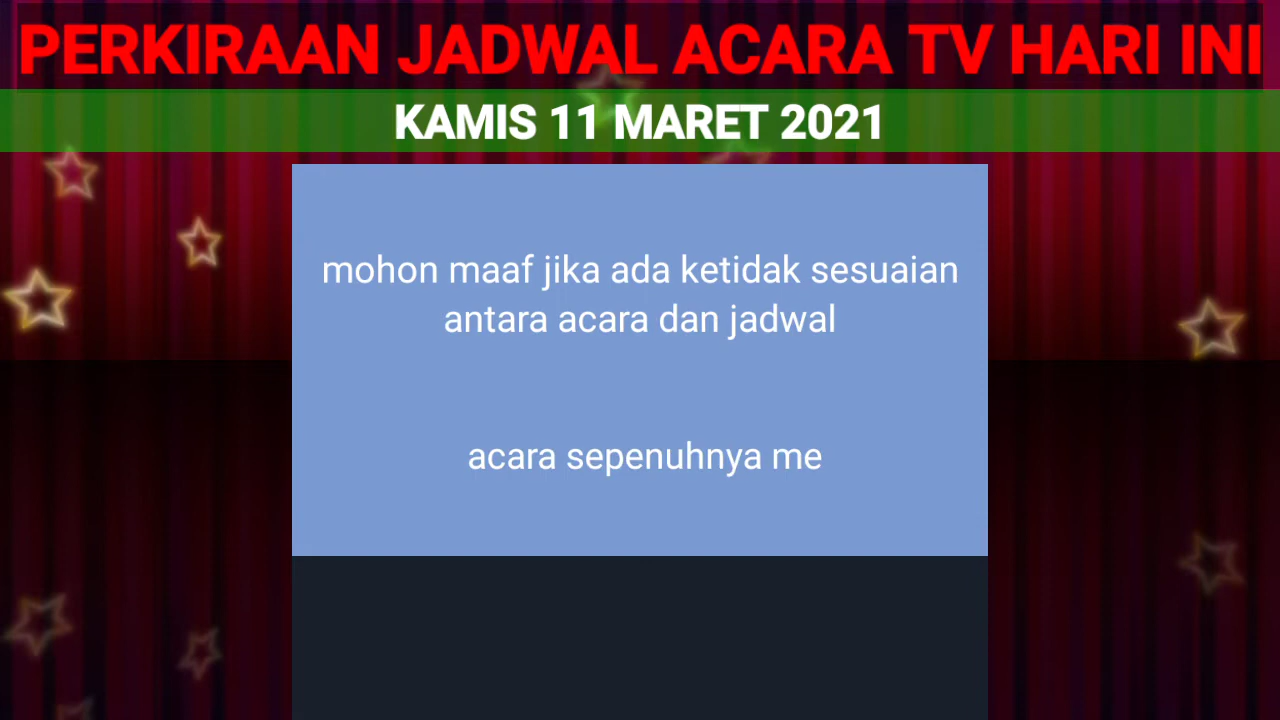 PERKIRAAN JADWAL ACARA TV HARI INI
KAMIS 11 MARET 2021
mohon maaf jika ada ketidak sesuaian
antara acara dan jadwal
acara sepenuhnya me